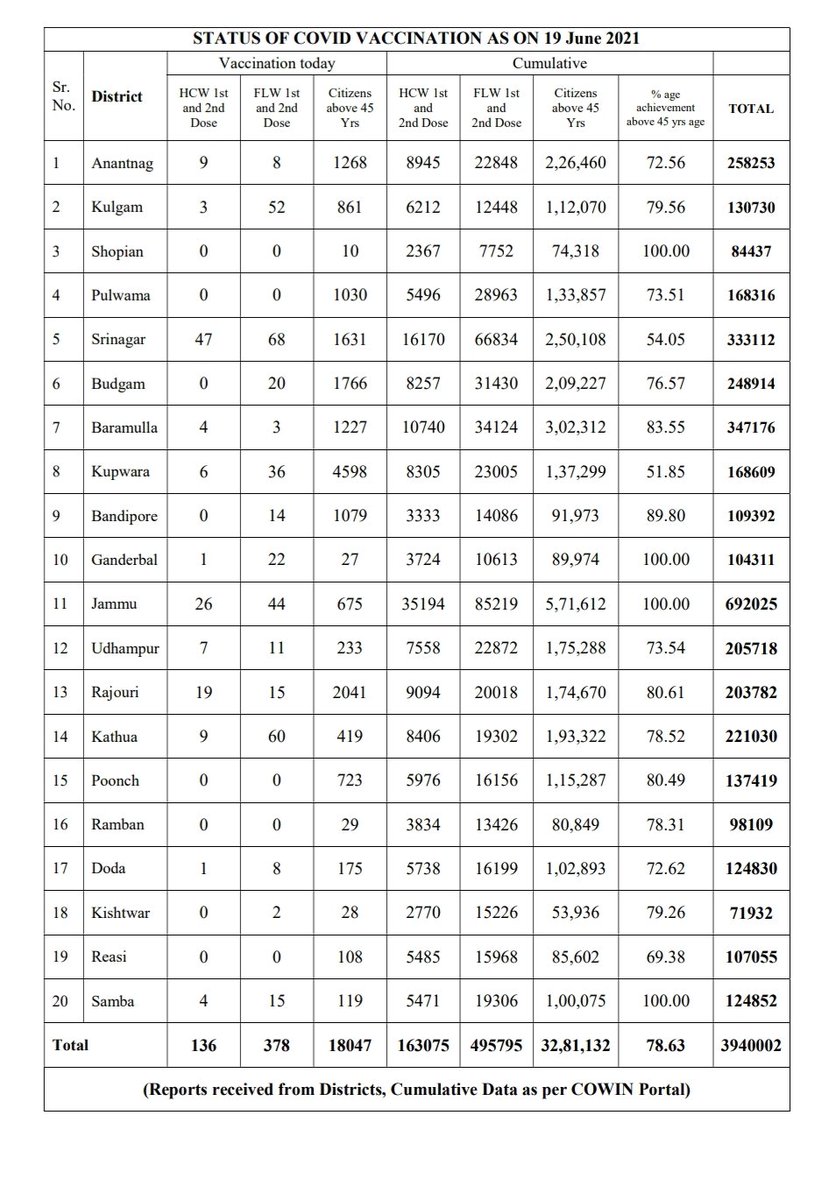 STATUS OF COVID VACCINATION AS ON 19 June 2021
Sr. No. District Vaccination today Cumulative
HCW 1st and 2nd Dose FLW 1st and 2nd Dose Citizens above 45 Yrs HCW 1st and 2nd Dose FLW 1st and 2nd Dose Citizens above 45 Yrs % age achievement above 45 yrs age TOTAL
1 Anantnag 9 8 1268 8945 22848 2,26,460 72.56 258253
2 Kulgam 3 52 861 6212 12448 1,12,070 79.56 130730
3 Shopian 0 0 10 2367 7752 74,318 100.00 84437
4 Pulwama 0 0 1030 5496 28963 1,33,857 73.51 168316
5 Srinagar 47 68 1631 16170 66834 2,50,108 54.05 333112
6 Budgam 0 20 1766 8257 31430 2,09,227 76.57 248914
7 Baramulla 4 3 1227 10740 34124 3,02,312 83.55 347176
8 Kupwara 6 36 4598 8305 23005 1,37,299 51.85 168609
9 Bandipore 0 14 1079 3333 14086 91,973 89.80 109392
10 Ganderbal 1 22 27 3724 10613 89,974 100.00 104311
11 Jammu 26 44 675 35194 85219 5,71,612 100.00 692025
12 Udhampur 7 11 233 7558 22872 1,75,288 73.54 205718
13 Rajouri 19 15 2041 9094 20018 1,74,670 80.61 203782
14 Kathua 9 60 419 8406 19302 1,93,322 78.52 221030
15 Poonch 0 0 723 5976 16156 1,15,287 80.49 137419
16 Ramban 0 0 29 3834 13426 80,849 78.31 98109
17 Doda 1 8 175 5738 16199 1,02,893 72.62 124830
18 Kishtwar 0 2 28 2770 15226 53,936 79.26 71932
19 Reasi 0 0 108 5485 15968 85,602 69.38 107055
20 Samba 4 15 119 5471 19306 1,00,075 100.00 124852
Total 136 378 18047 163075 495795 32,81,132 78.63 3940002
(Reports received from Districts, Cumulative Data as per COWIN Portal)